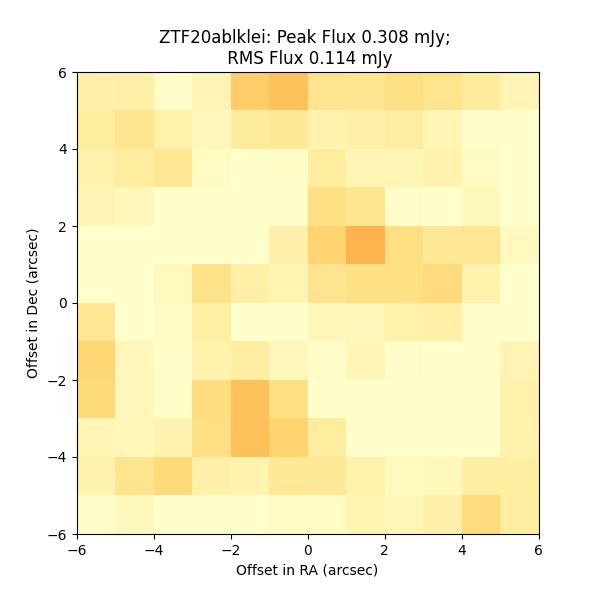 ZTF20ablklei: Peak Flux 0.308 mJy;
RMS Flux 0.114 mJy
6
4
2
0
−2
−4
−6
Offset in Dec (arcsec)
−6 −4 −2 0 2 4 6
Offset in RA (arcsec)